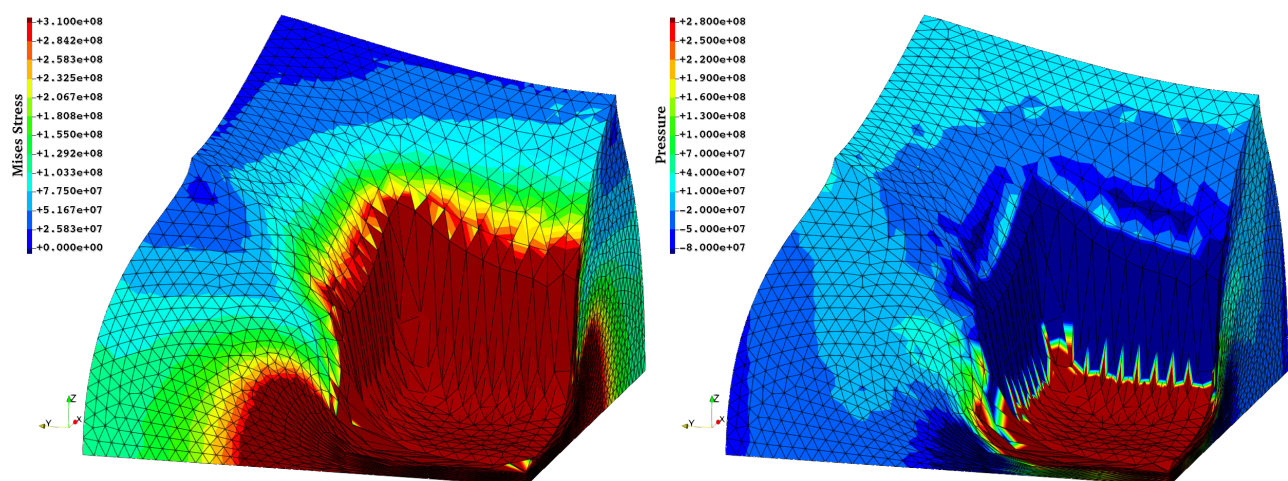 Mises Stress
+3.100e+08
+2.842e+08
+2.583e+08
+2.325e+08
+2.067e+08
+1.808e+08
+1.550e+08
+1.292e+08
+1.033e+08
+7.750e+07
+5.167e+07
+2.583e+07
+0.000e+00
Z
Y
X
Pressure
+2.800e+08
+2.500e+08
+2.200e+08
+1.900e+08
+1.600e+08
+1.300e+08
+1.000e+08
+7.000e+07
+4.000e+07
+1.000e+07
-2.000e+07
-5.000e+07
-8.000e+07
Z
Y
X